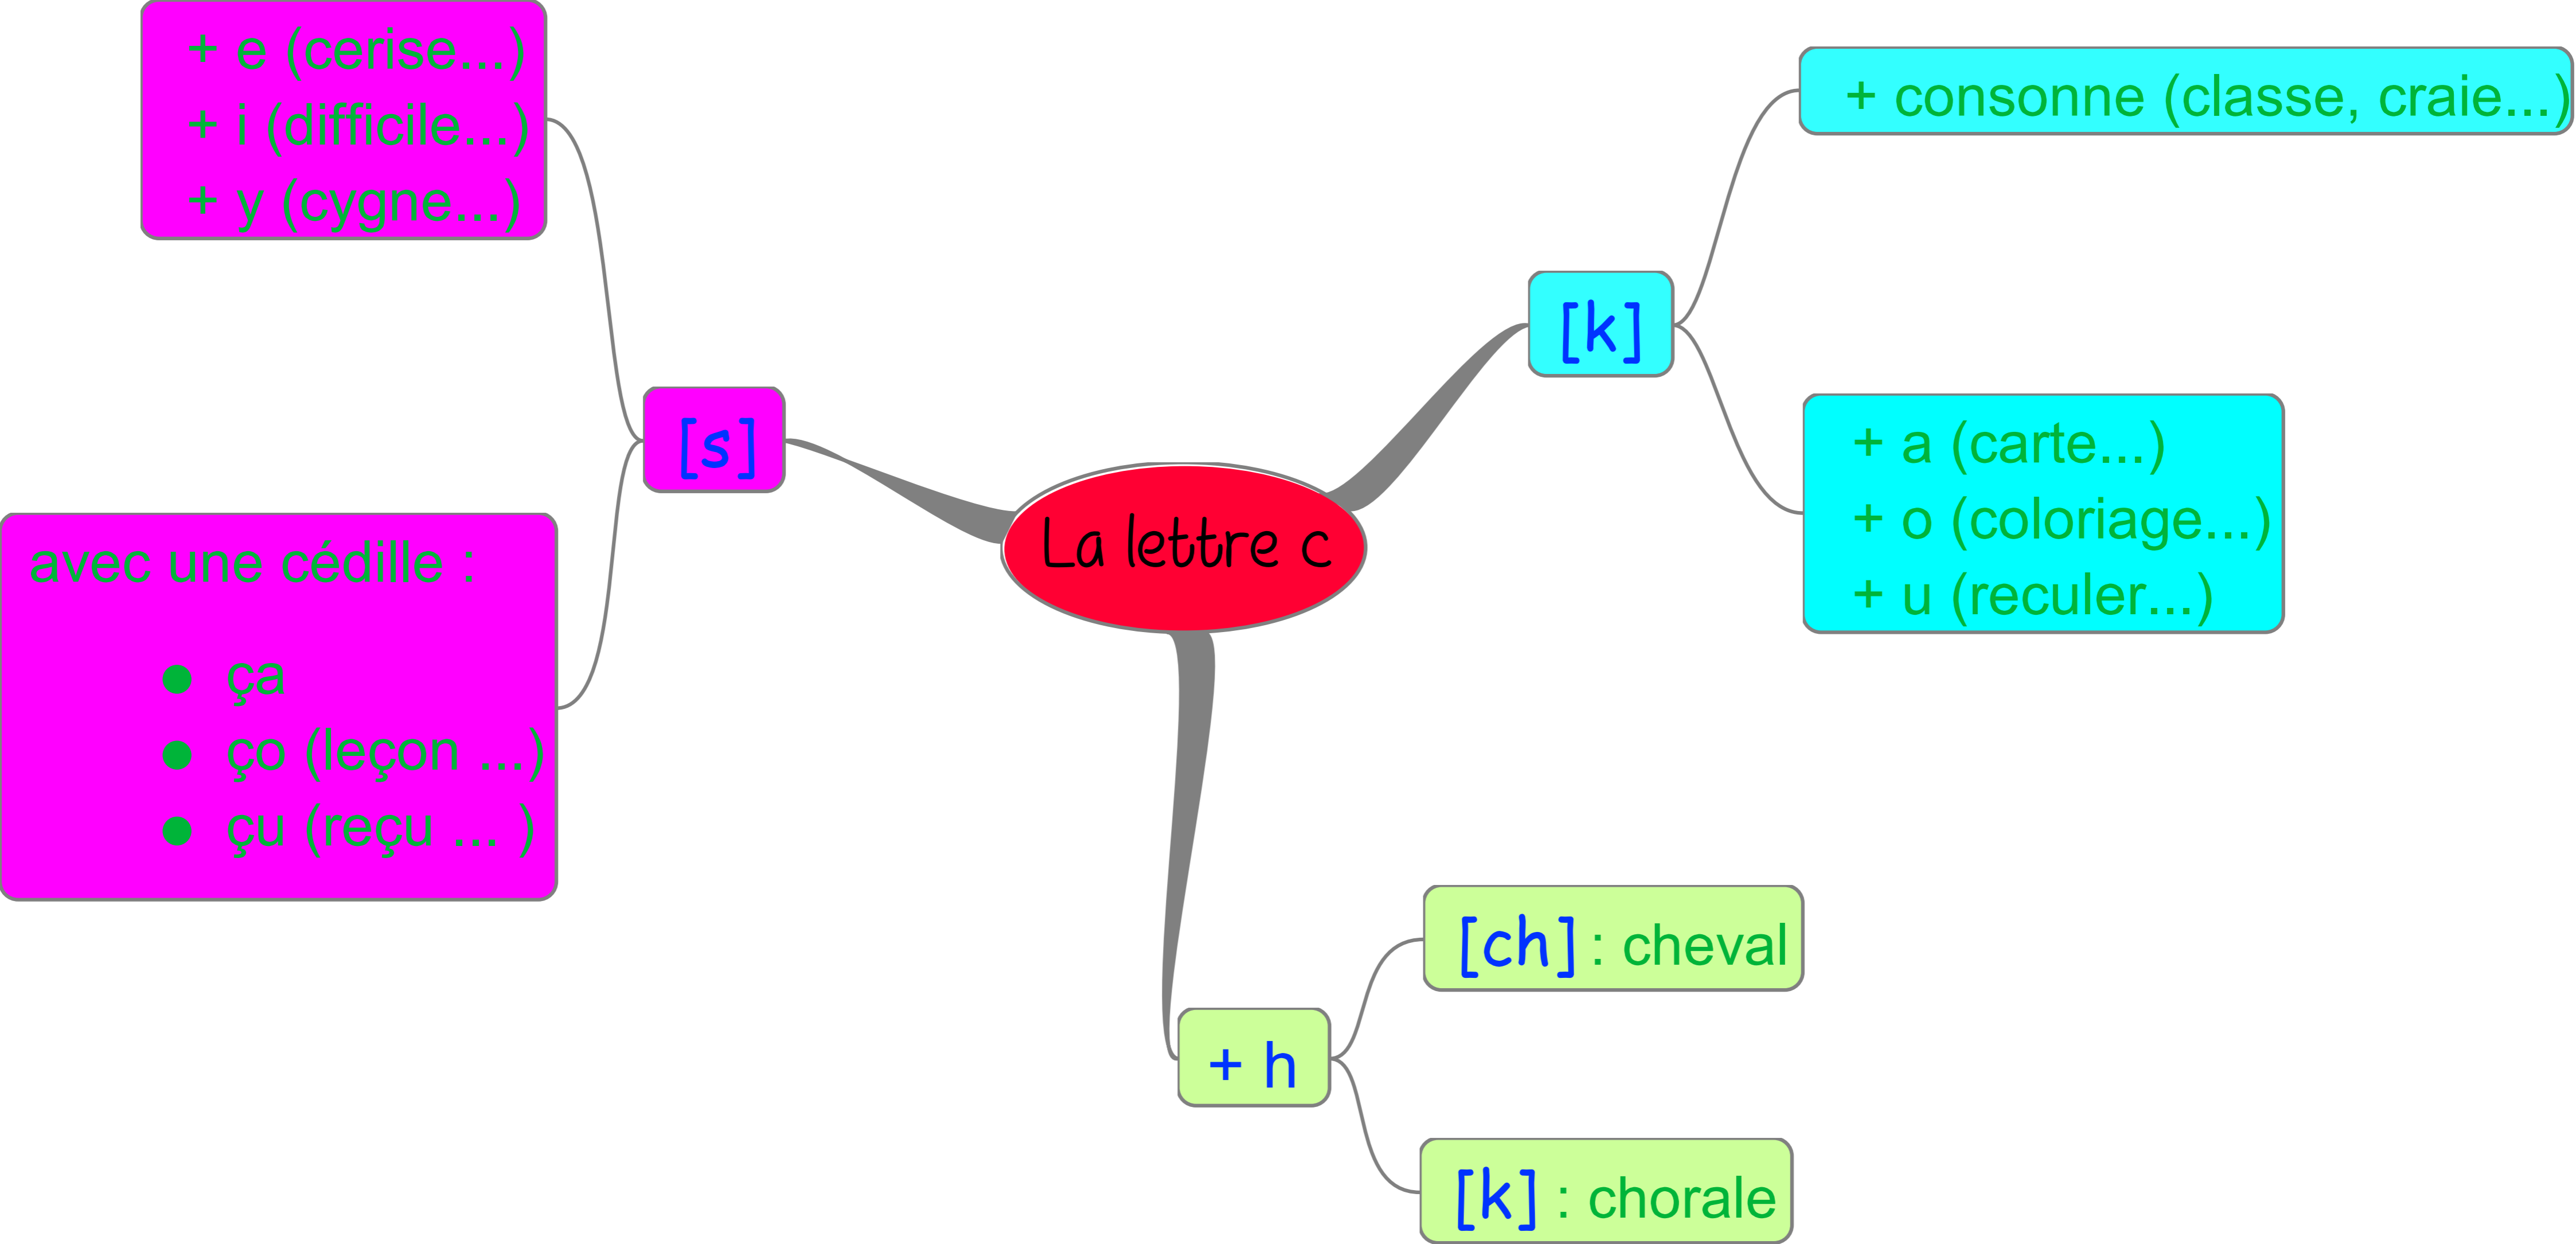 La lettre c
[k]
+ consonne (classe, craie...)
+ a (carte...)
+ o (coloriage...)
+ u (reculer...)
+ h
[ch] : cheval
[k] : chorale
[s]
+ e (cerise...)
+ i (difficile...)
+ y (cygne...)
avec une cédille :
● ça
● ço (leçon ...)
● çu (reçu ... )